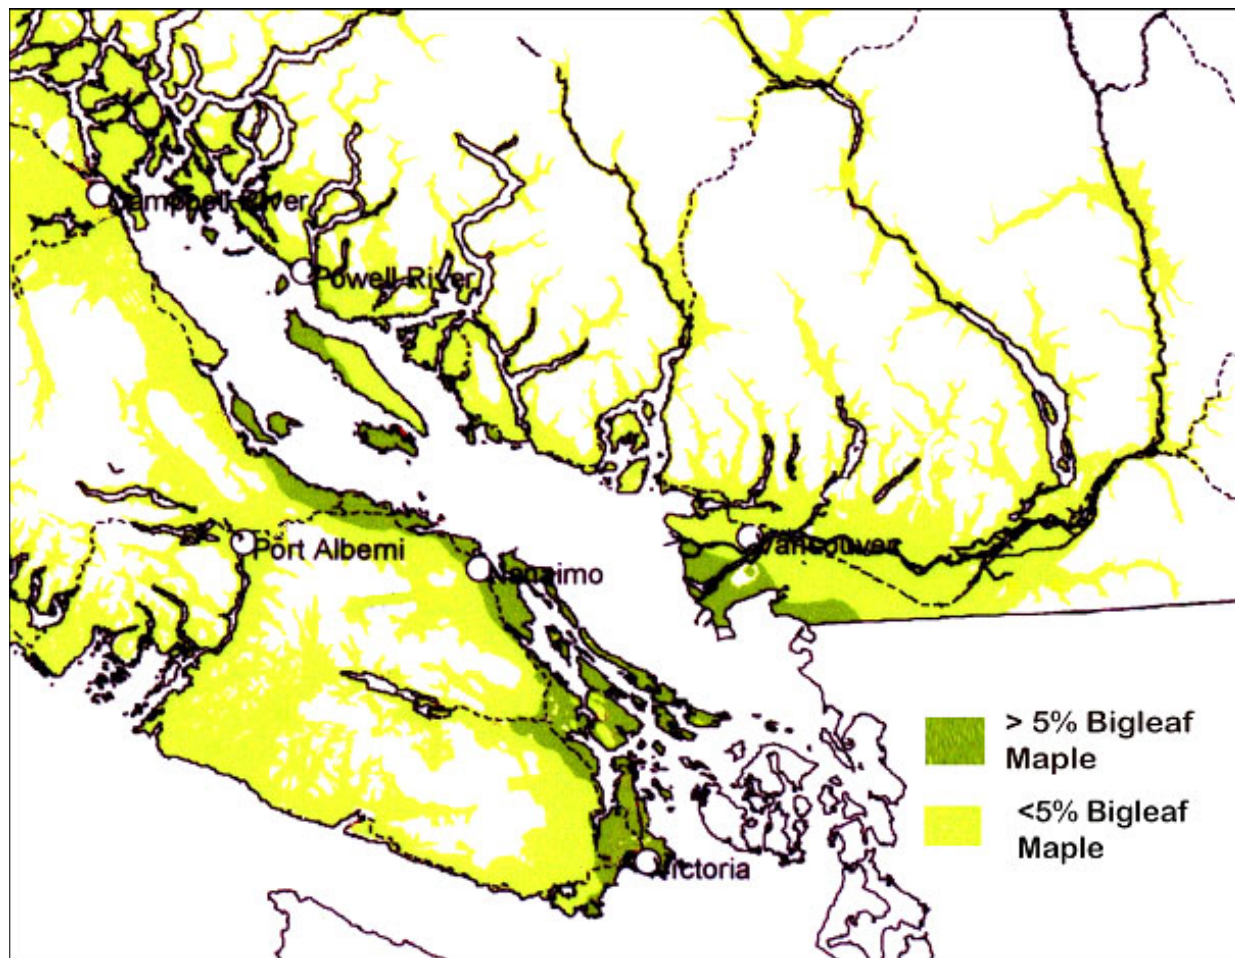 Campbell River
Powell River
Port Alberni
Nanaimo
Vancouver
Victoria
> 5% Bigleaf
Maple
<5% Bigleaf
Maple